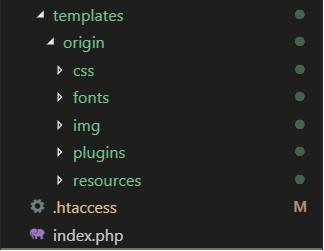 templates
origin
css
fonts
img
plugins
resources
.htaccess M
index.php